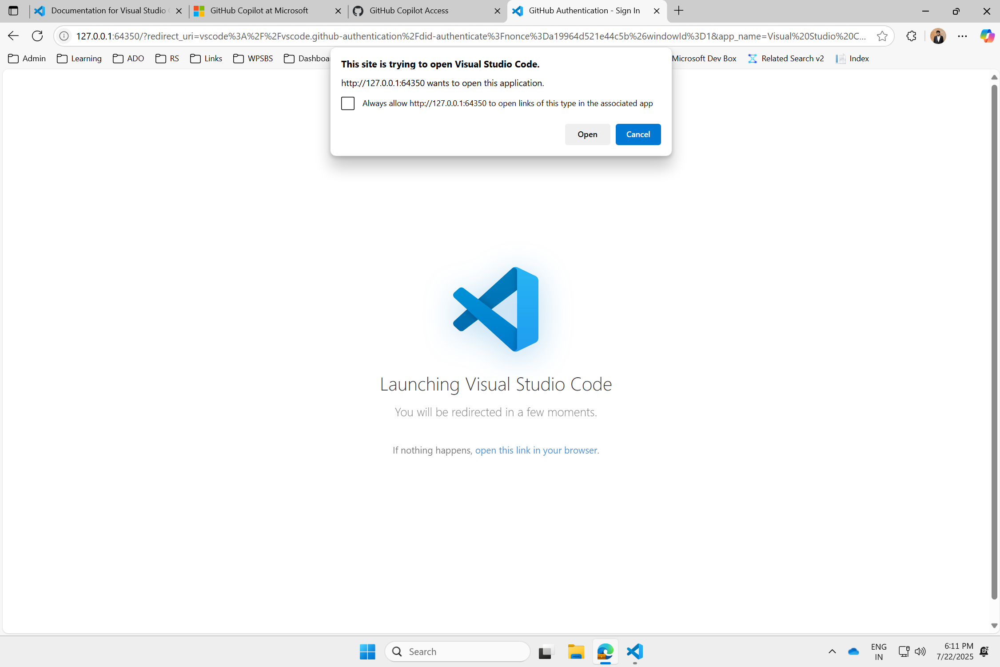 Documentation for Visual Studio
GitHub Copilot at Microsoft
GitHub Copilot Access
GitHub Authentication - Sign In
127.0.0.1:64350/?redirect_uri=vscode%3A%2F%2Fvscode.github-authentication%2Fdid-authenticate%3Fnonce%3Da19964d521e44c5b%26windowId%3D1&app_name=Visual%20Studio%20C...
Admin
Learning
ADO
RS
Links
WPSBS
Dashboar
Microsoft Dev Box
Related Search v2
Index
This site is trying to open Visual Studio Code.
http://127.0.0.1:64350 wants to open this application.
Always allow http://127.0.0.1:64350 to open links of this type in the associated app
Open
Cancel
Launching Visual Studio Code
You will be redirected in a few moments.
If nothing happens, open this link in your browser.
Search
ENG
IN
6:11 PM
7/22/2025